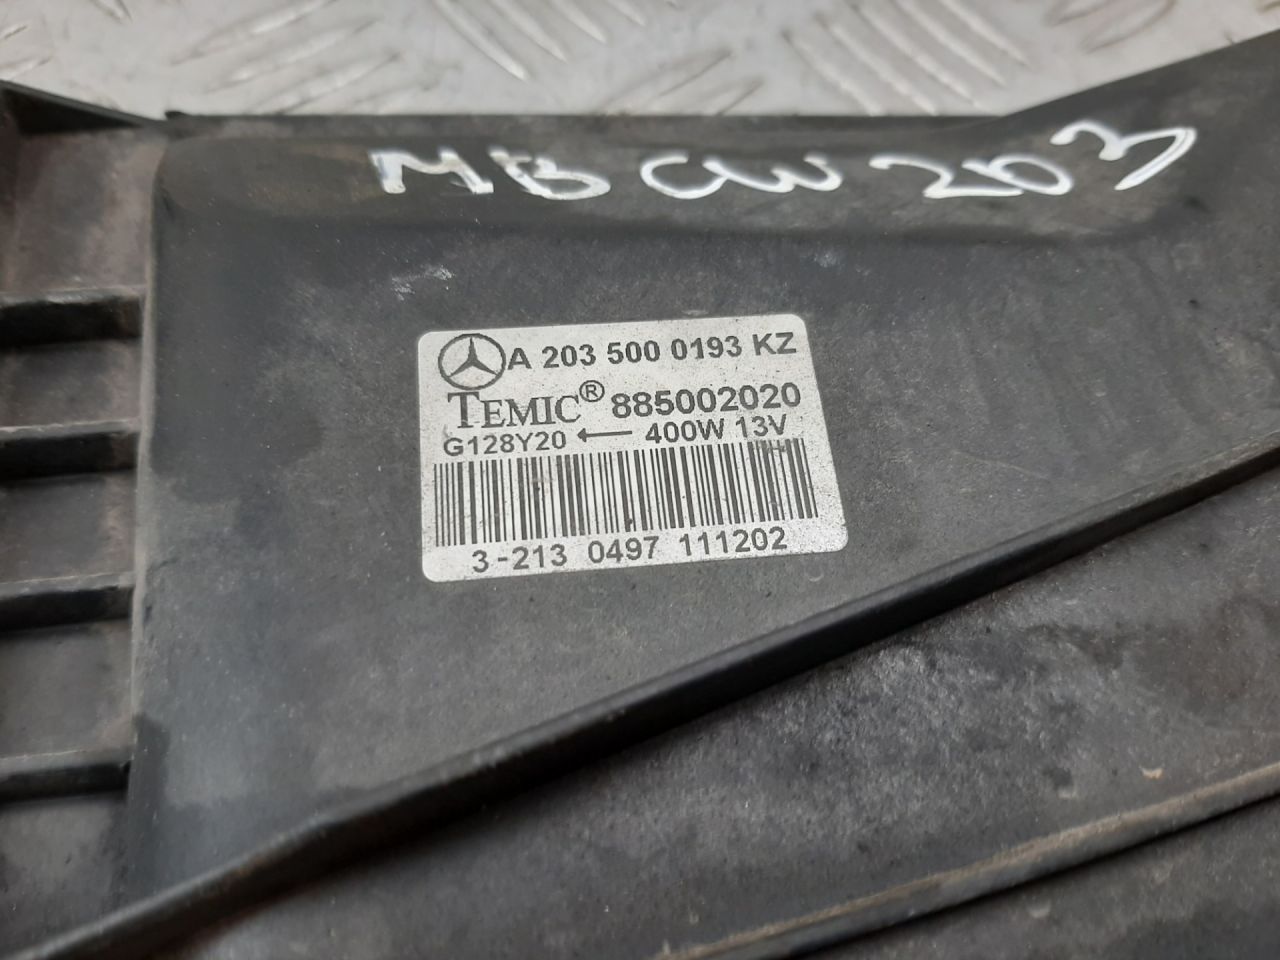 MB CW 203
A 203 500 0193 KZ
TEMIC® 885002020
G128Y20 ← 400W 13V
3-213 0497 111202